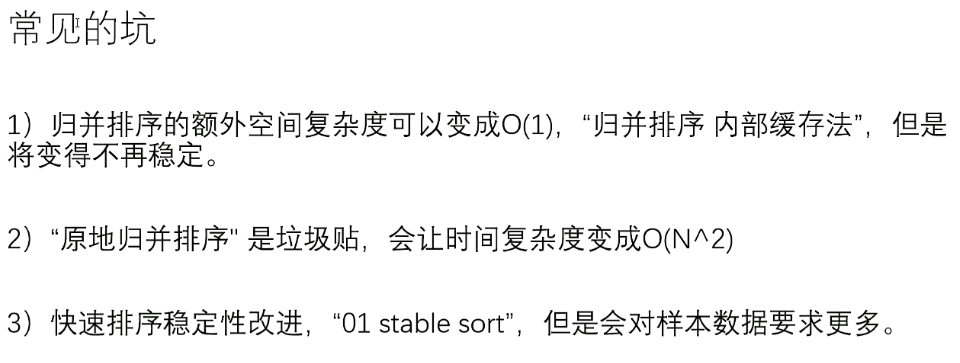 常见的坑
1）归并排序的额外空间复杂度可以变成O(1)，“归并排序 内部缓存法”，但是
将变得不再稳定。
2）“原地归并排序" 是垃圾贴，会让时间复杂度变成O(N^2)
3）快速排序稳定性改进，“01 stable sort”，但是会对样本数据要求更多。